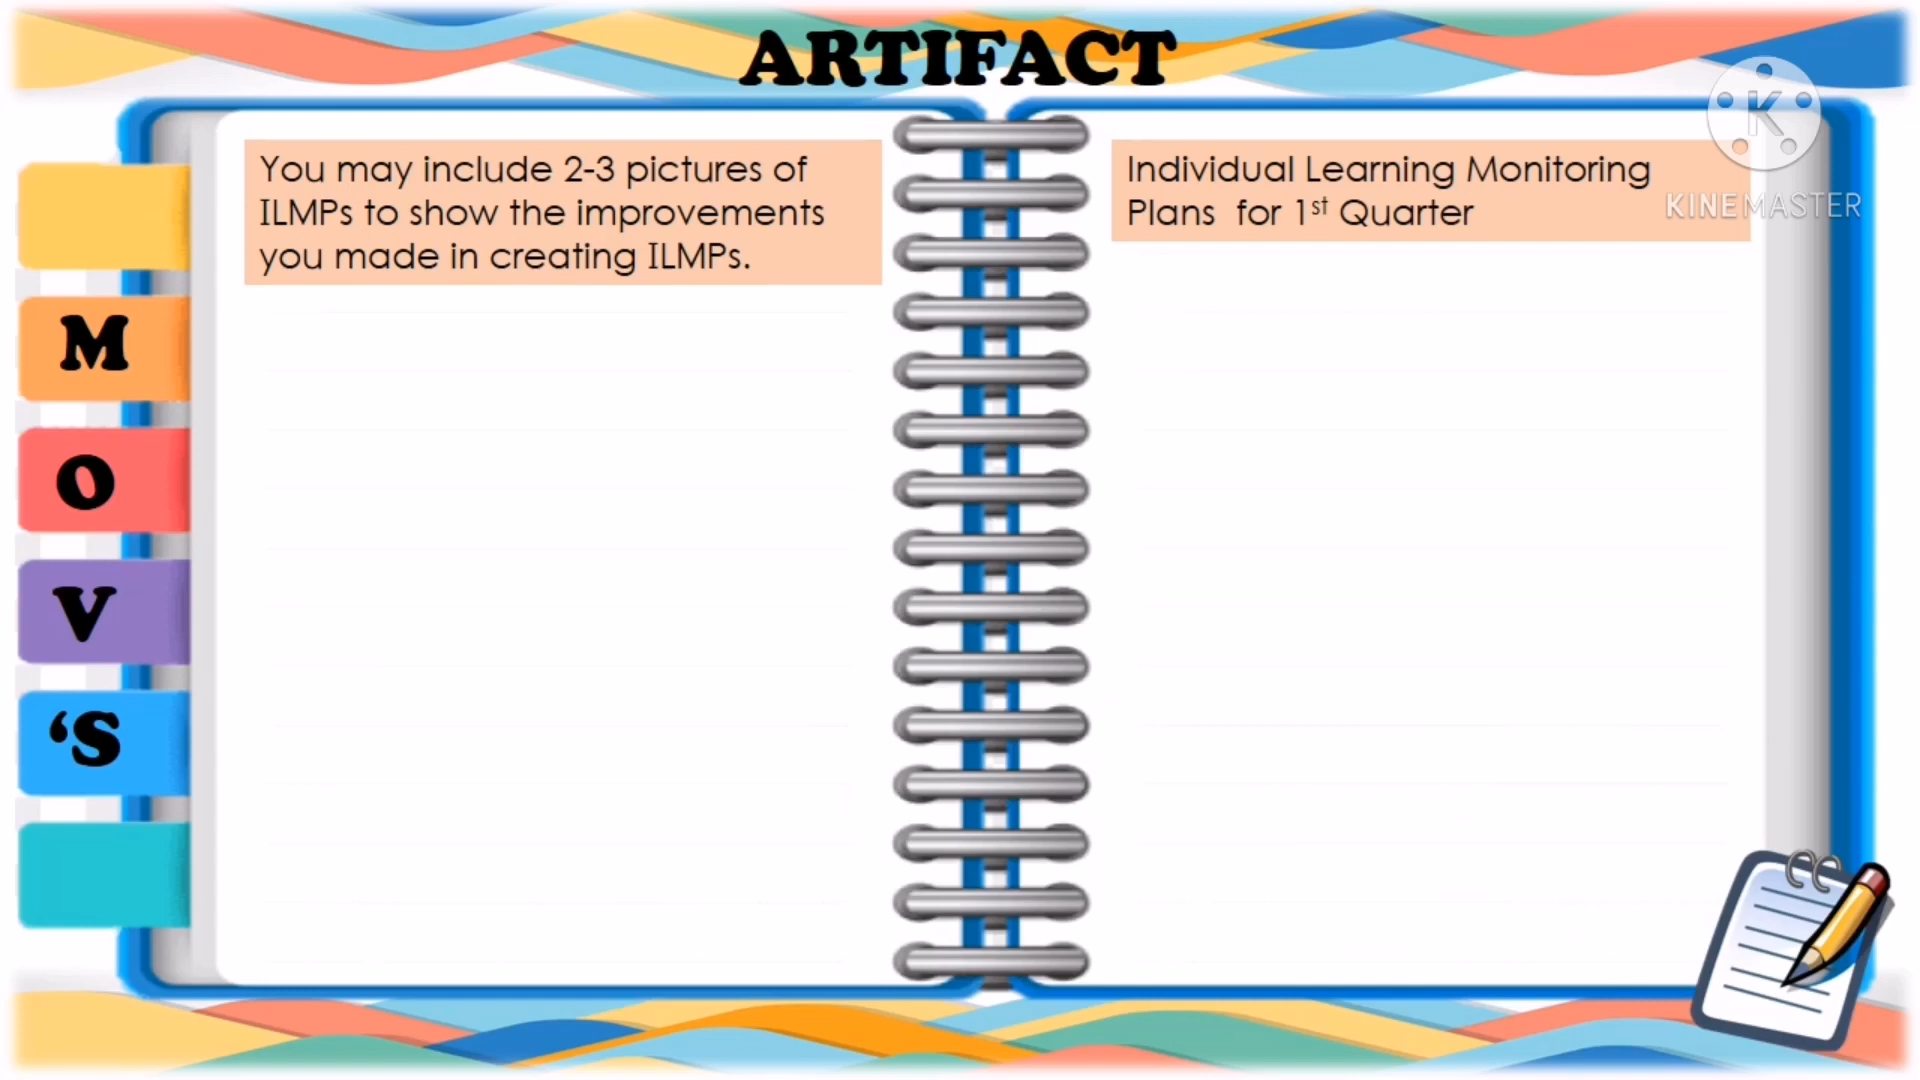 ARTIFACT
K
KINEMASTER
You may include 2-3 pictures of
ILMPs to show the improvements
you made in creating ILMPs.
Individual Learning Monitoring
Plans  for 1st Quarter
M
O
V
‘S